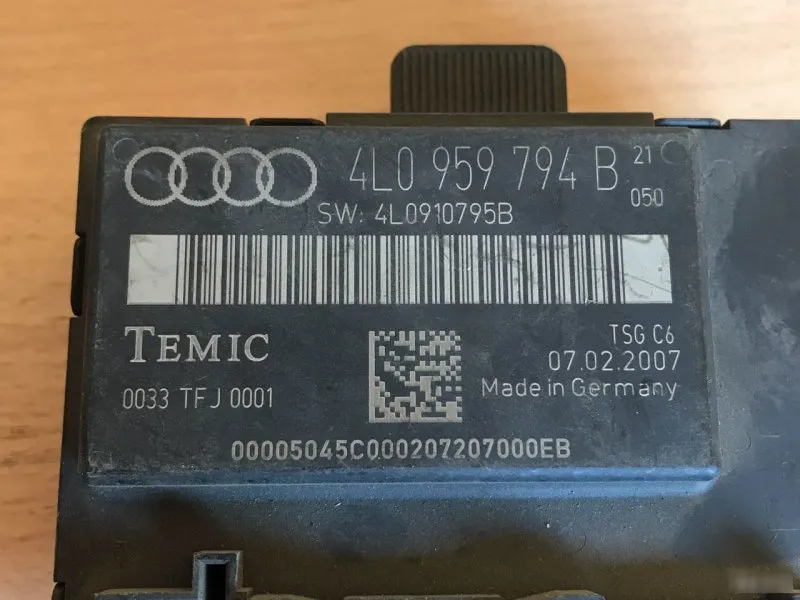 4L0 959 794 B 21
050
SW: 4L0910795B
TEMIC
TSG C6
07.02.2007
0033 TFJ 0001
Made in Germany
00005045C000207207000EB